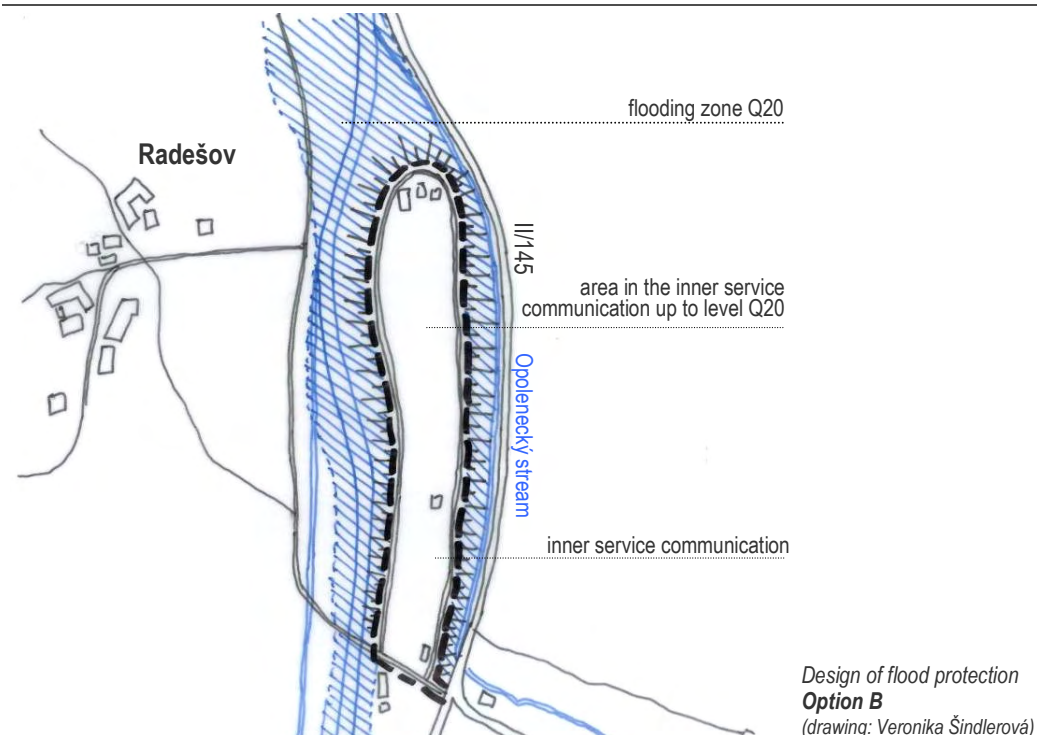 flooding zone Q20
Radešov
II/145
area in the inner service
communication up to level Q20
Opolenecký stream
inner service communication
Design of flood protection
Option B
(drawing: Veronika Šindlerová)